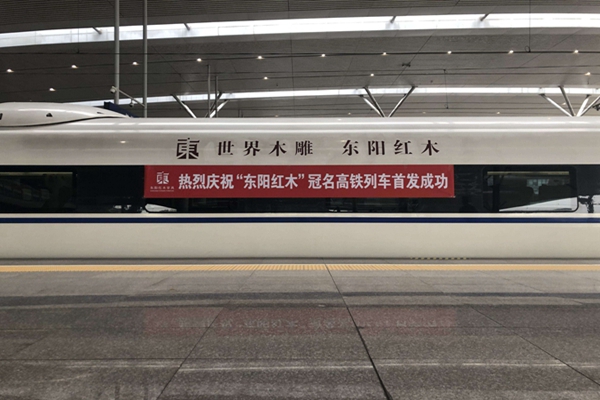 東 世界木雕 东阳红木
東 热烈庆祝“东阳红木”冠名高铁列车首发成功